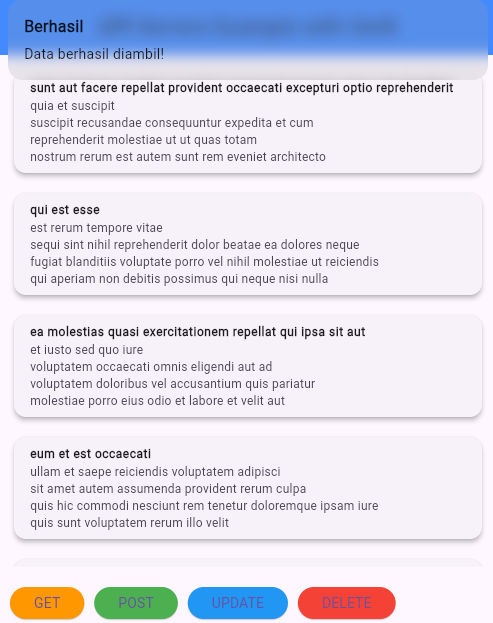 Berhasil
Data berhasil diambil!
sunt aut facere repellat provident occaecati excepturi optio reprehenderit
quia et suscipit
suscipit recusandae consequuntur expedita et cum
reprehenderit molestiae ut ut quas totam
nostrum rerum est autem sunt rem eveniet architecto
qui est esse
est rerum tempore vitae
sequi sint nihil reprehenderit dolor beatae ea dolores neque
fugiat blanditiis voluptate porro vel nihil molestiae ut reiciendis
qui aperiam non debitis possimus qui neque nisi nulla
ea molestias quasi exercitationem repellat qui ipsa sit aut
et iusto sed quo iure
voluptatem occaecati omnis eligendi aut ad
voluptatem doloribus vel accusantium quis pariatur
molestiae porro eius odio et labore et velit aut
eum et est occaecati
ullam et saepe reiciendis voluptatem adipisci
sit amet autem assumenda provident rerum culpa
quis hic commodi nesciunt rem tenetur doloremque ipsam iure
quis sunt voluptatem rerum illo velit
GET POST UPDATE DELETE